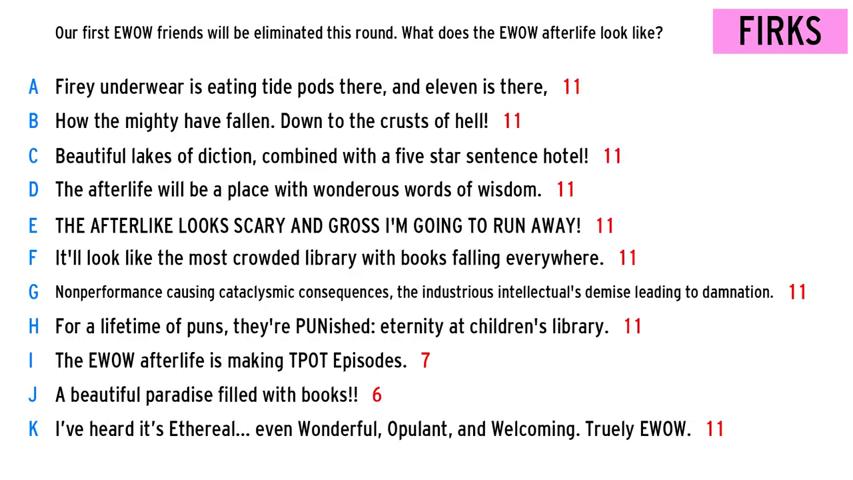 Our first EWOW friends will be eliminated this round. What does the EWOW afterlife look like?
FIRKS
A Firey underwear is eating tide pods there, and eleven is there, 11
B How the mighty have fallen. Down to the crusts of hell! 11
C Beautiful lakes of diction, combined with a five star sentence hotel! 11
D The afterlife will be a place with wonderous words of wisdom. 11
E THE AFTERLIKE LOOKS SCARY AND GROSS I'M GOING TO RUN AWAY! 11
F It'll look like the most crowded library with books falling everywhere. 11
G Nonperformance causing cataclysmic consequences, the industrious intellectual's demise leading to damnation. 11
H For a lifetime of puns, they're PUNished: eternity at children's library. 11
I The EWOW afterlife is making TPOT Episodes. 7
J A beautiful paradise filled with books!! 6
K I've heard it's Ethereal... even Wonderful, Opulant, and Welcoming. Truely EWOW. 11